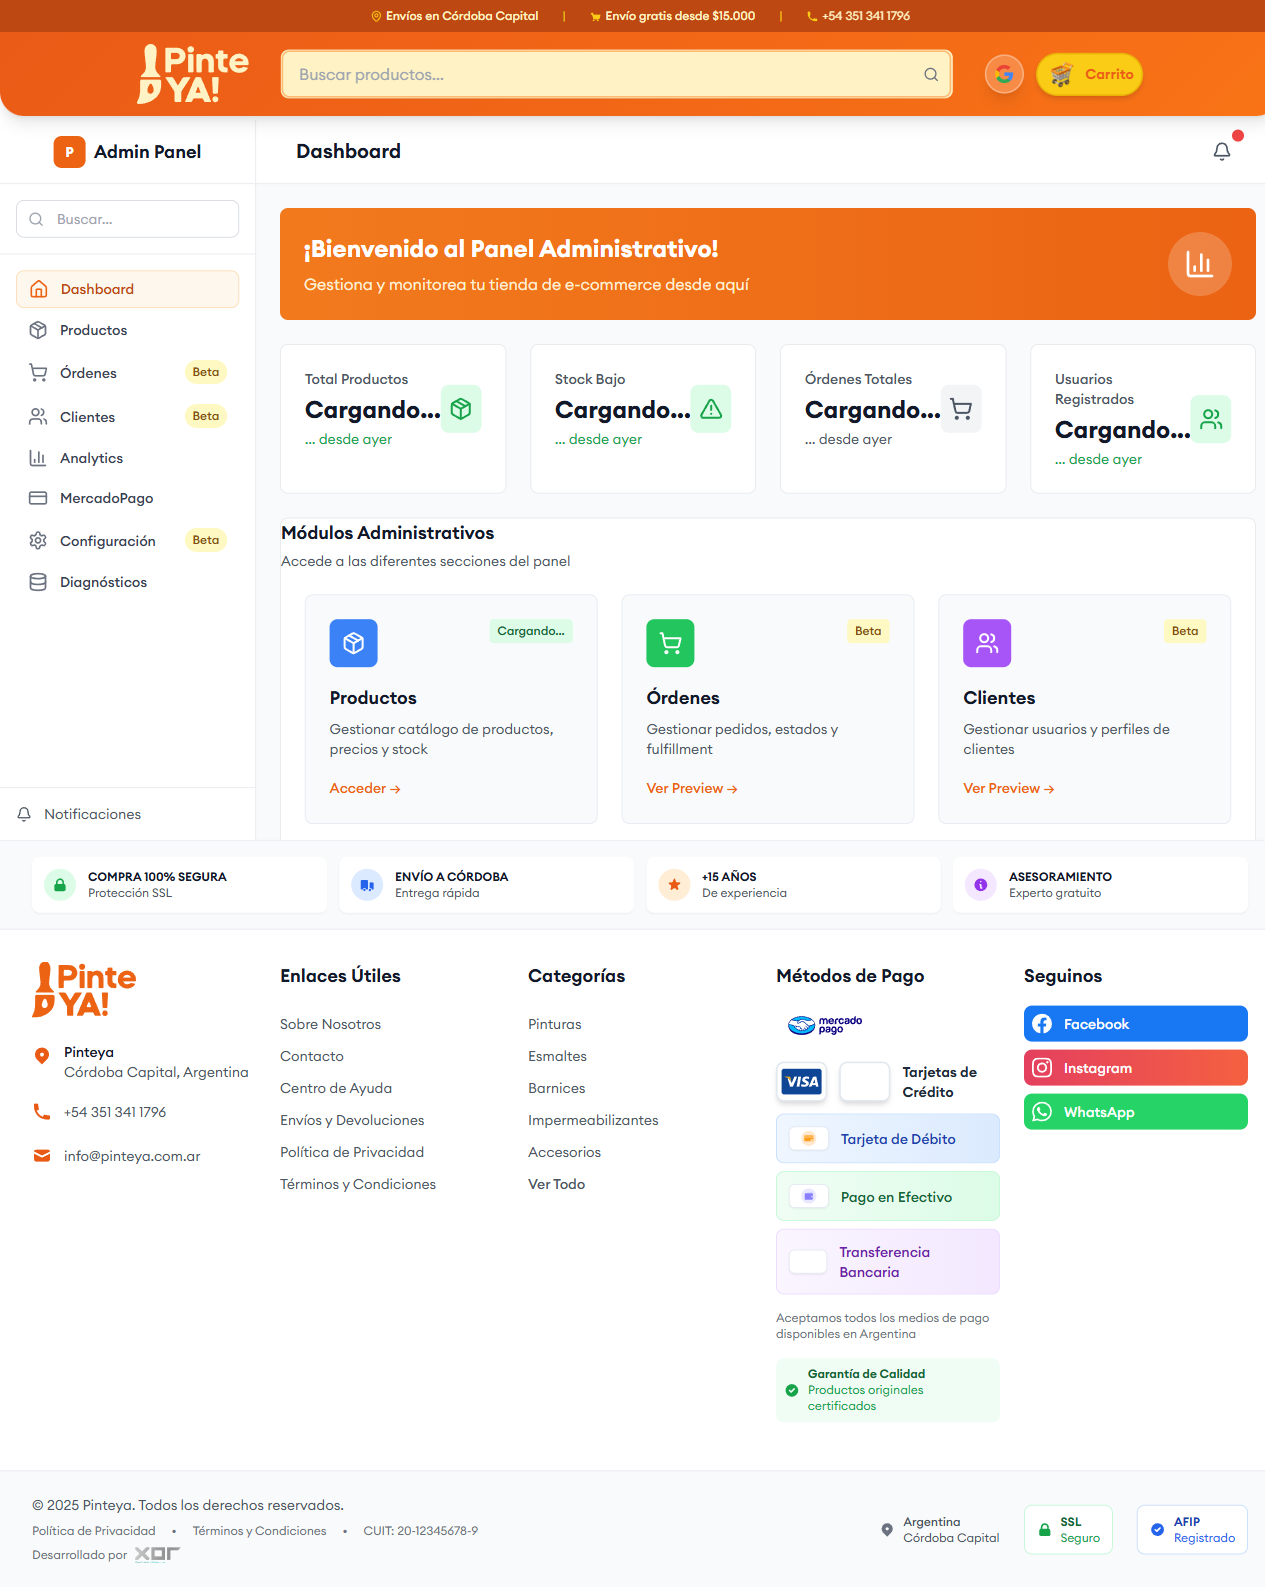 Envíos en Córdoba Capital | Envío gratis desde $15.000 | +54 351 341 1796
Pinte
YA!
Buscar productos...
Carrito
P Admin Panel
Dashboard
Buscar...
Dashboard
Productos
Órdenes Beta
Clientes Beta
Analytics
MercadoPago
Configuración Beta
Diagnósticos
Notificaciones
¡Bienvenido al Panel Administrativo!
Gestiona y monitorea tu tienda de e-commerce desde aquí
Total Productos
Cargando...
... desde ayer
Stock Bajo
Cargando...
... desde ayer
Órdenes Totales
Cargando...
... desde ayer
Usuarios
Registrados
Cargando...
... desde ayer
Módulos Administrativos
Accede a las diferentes secciones del panel
Cargando...
Productos
Gestionar catálogo de productos,
precios y stock
Acceder →
Beta
Órdenes
Gestionar pedidos, estados y
fulfillment
Ver Preview →
Beta
Clientes
Gestionar usuarios y perfiles de
clientes
Ver Preview →
COMPRA 100% SEGURA
Protección SSL
ENVÍO A CÓRDOBA
Entrega rápida
+15 AÑOS
De experiencia
ASESORAMIENTO
Experto gratuito
Pinte
YA!
Pinteya
Córdoba Capital, Argentina
+54 351 341 1796
info@pinteya.com.ar
Enlaces Útiles
Sobre Nosotros
Contacto
Centro de Ayuda
Envíos y Devoluciones
Política de Privacidad
Términos y Condiciones
Categorías
Pinturas
Esmaltes
Barnices
Impermeabilizantes
Accesorios
Ver Todo
Métodos de Pago
mercado
pago
VISA
Tarjetas de
Crédito
Tarjeta de Débito
Pago en Efectivo
Transferencia
Bancaria
Aceptamos todos los medios de pago
disponibles en Argentina
Garantía de Calidad
Productos originales
certificados
Seguinos
Facebook
Instagram
WhatsApp
© 2025 Pinteya. Todos los derechos reservados.
Política de Privacidad • Términos y Condiciones • CUIT: 20-12345678-9
Desarrollado por xor
Argentina
Córdoba Capital
SSL
Seguro
AFIP
Registrado